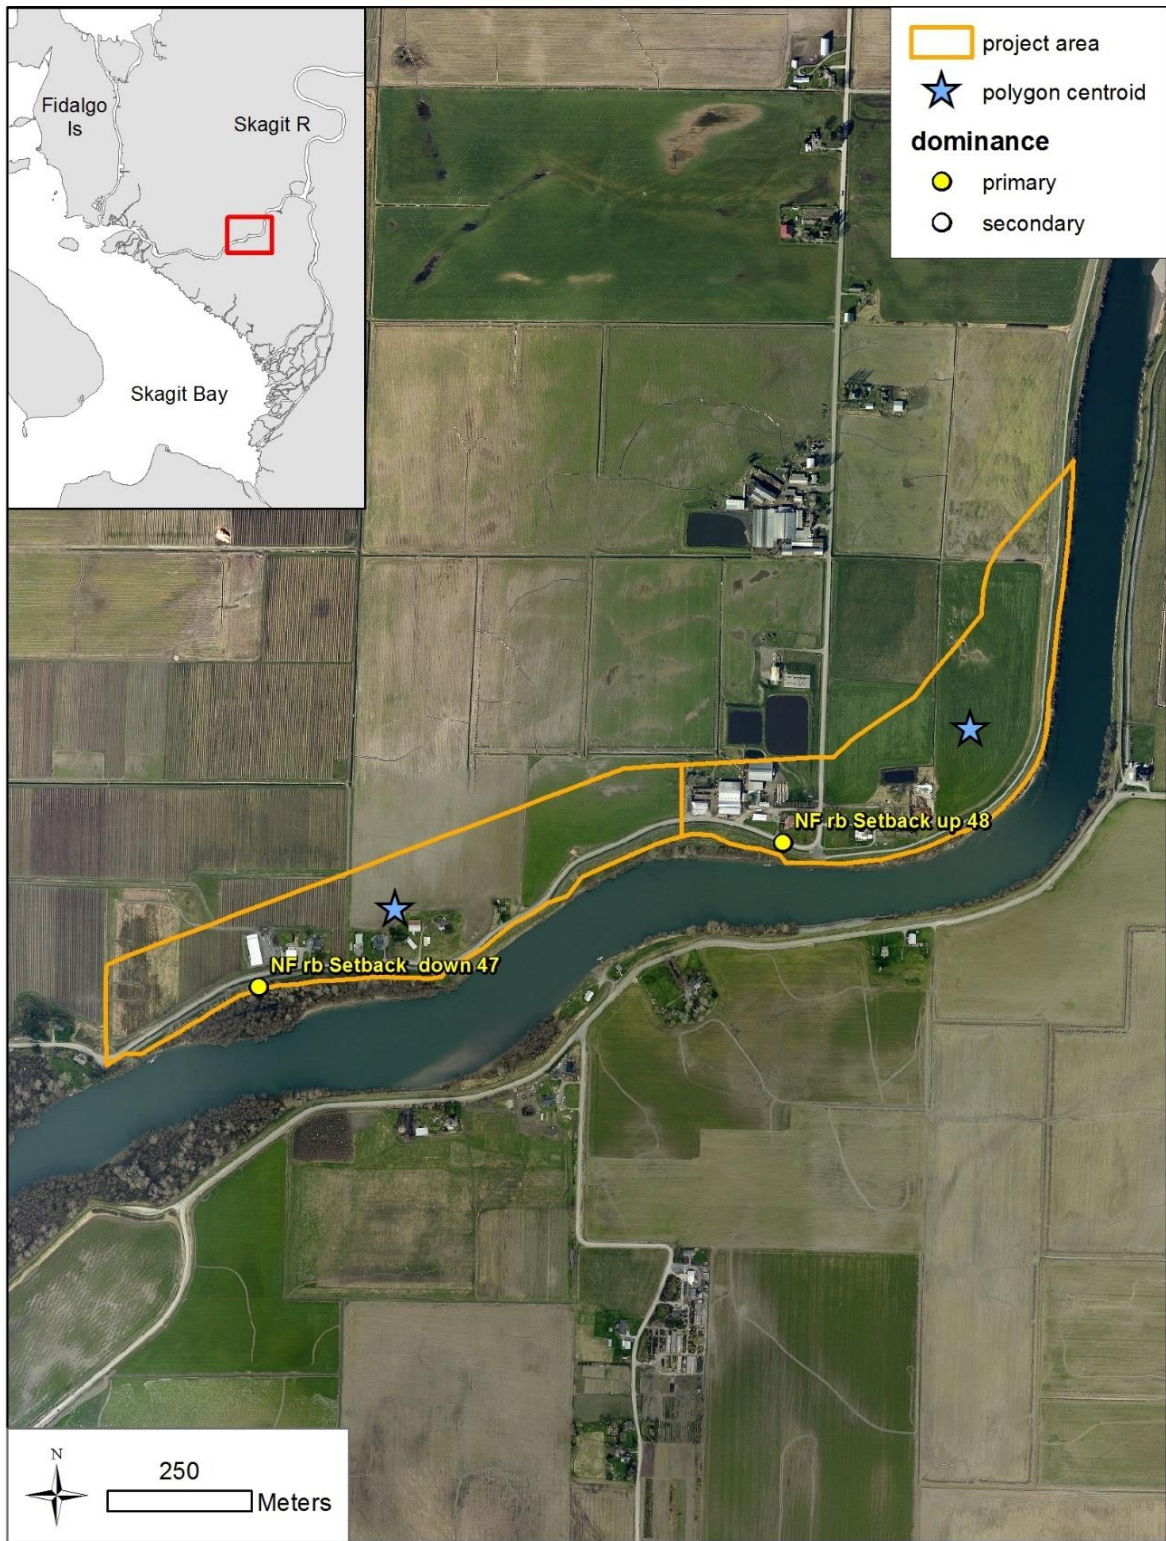 Fidalgo
Is
Skagit R
Skagit Bay
project area
polygon centroid
dominance
primary
secondary
NF rb Setback up 48
NF rb Setback  down 47
N
250
Meters